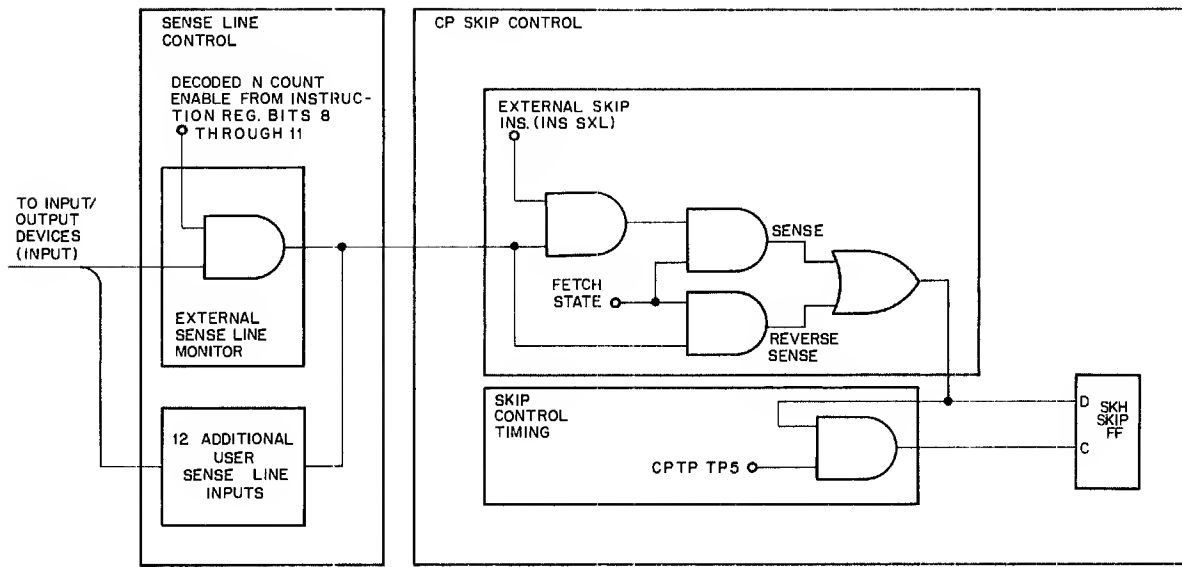 SENSE LINE
CONTROL
DECODED N COUNT
ENABLE FROM INSTRUC-
TION REG. BITS 8
THROUGH 11
TO INPUT/
OUTPUT
DEVICES
(INPUT)
EXTERNAL
SENSE LINE
MONITOR
12 ADDITIONAL
USER
SENSE LINE
INPUTS
CP SKIP CONTROL
EXTERNAL SKIP
INS. (INS SXL)
SENSE
FETCH
STATE
REVERSE
SENSE
SKIP
CONTROL
TIMING
CPTP TP5
D
SKH
SKIP
FF
C